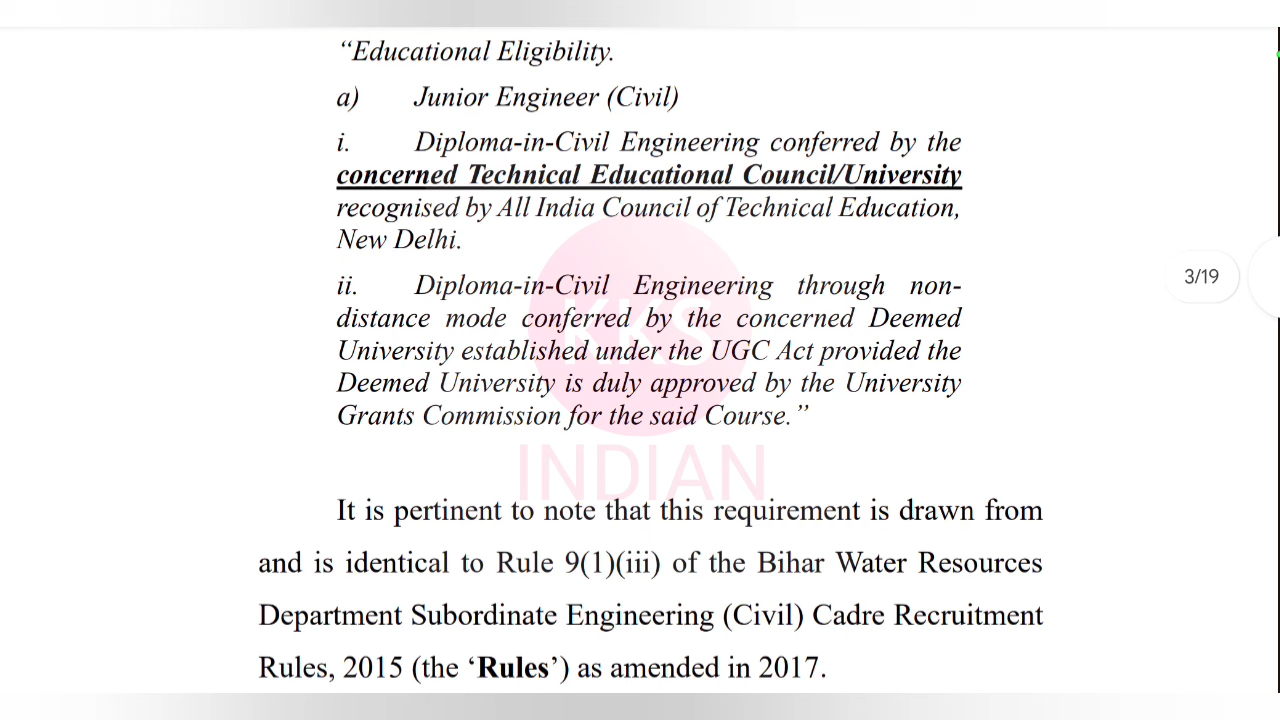 “Educational Eligibility.
a) Junior Engineer (Civil)
i. Diploma-in-Civil Engineering conferred by the
concerned Technical Educational Council/University
recognised by All India Council of Technical Education,
New Delhi.
ii. Diploma-in-Civil Engineering through non-
distance mode conferred by the concerned Deemed
University established under the UGC Act provided the
Deemed University is duly approved by the University
Grants Commission for the said Course.”
KKS
INDIAN
3/19
It is pertinent to note that this requirement is drawn from
and is identical to Rule 9(1)(iii) of the Bihar Water Resources
Department Subordinate Engineering (Civil) Cadre Recruitment
Rules, 2015 (the ‘Rules’) as amended in 2017.